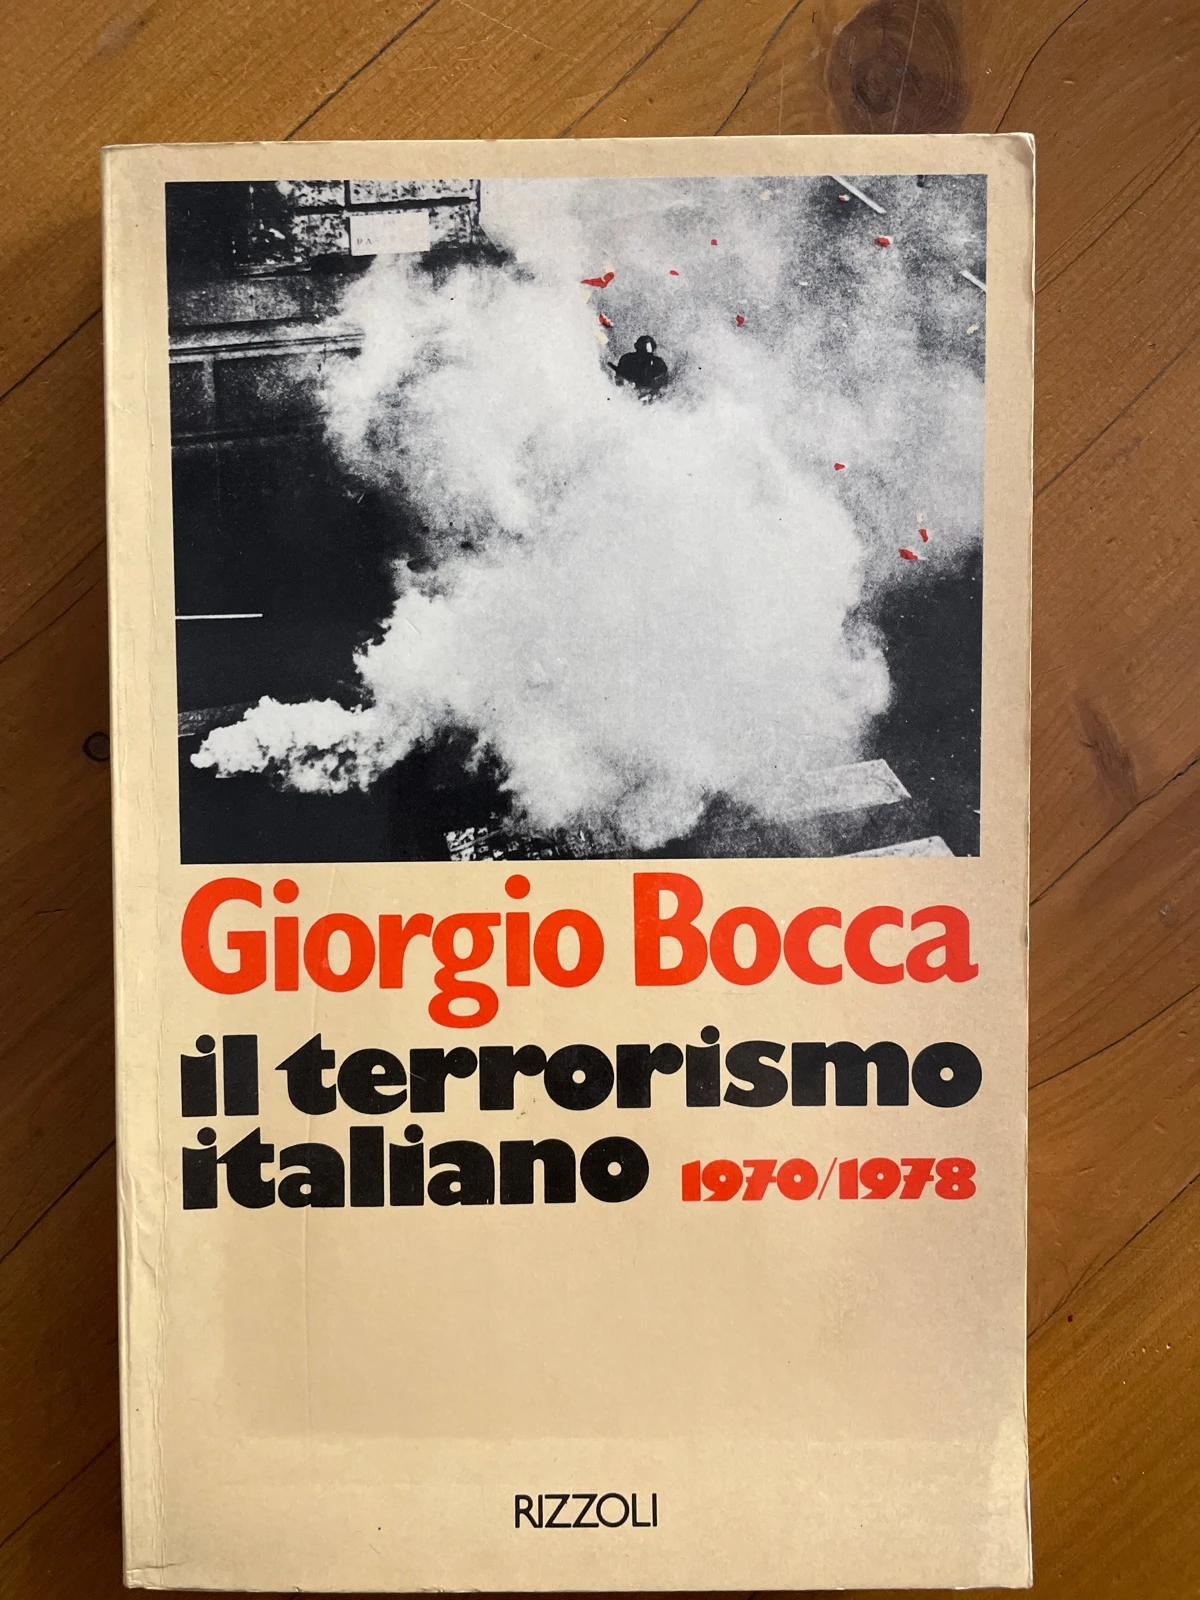 Giorgio Bocca
il terrorismo
italiano 1970/1978
RIZZOLI